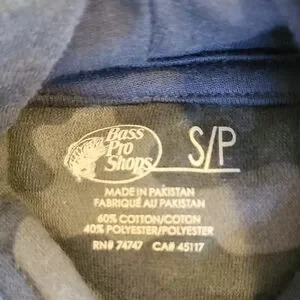 Bass
Pro
Shops
S/P
MADE IN PAKISTAN
FABRIQUÉ AU PAKISTAN
60% COTTON/COTON
40% POLYESTER/POLYESTER
RN# 74747 CA# 45117